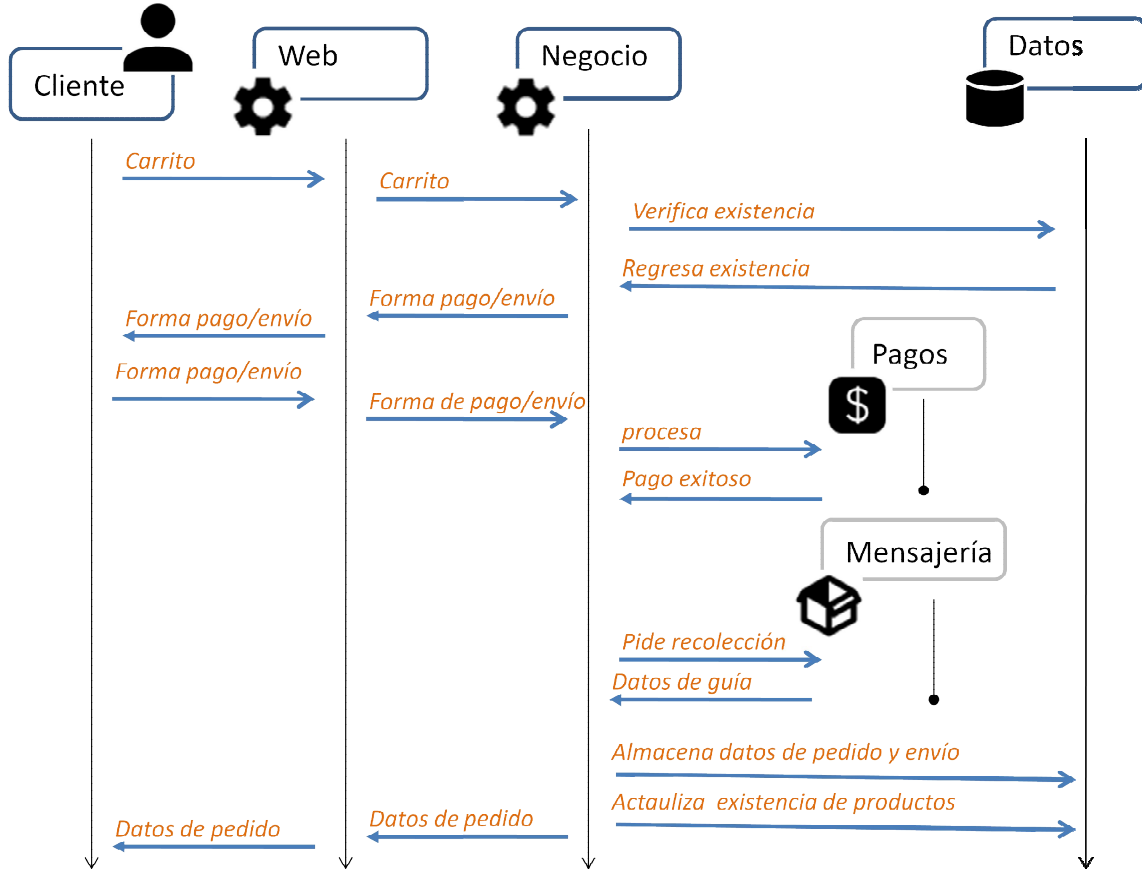 Cliente
Web
Negocio
Datos
Carrito
Carrito
Verifica existencia
Regresa existencia
Forma pago/envío
Forma pago/envío
Pagos
$
Forma pago/envío
Forma de pago/envío
procesa
Pago exitoso
Mensajería
Pide recolección
Datos de guía
Almacena datos de pedido y envío
Actauliza existencia de productos
Datos de pedido
Datos de pedido